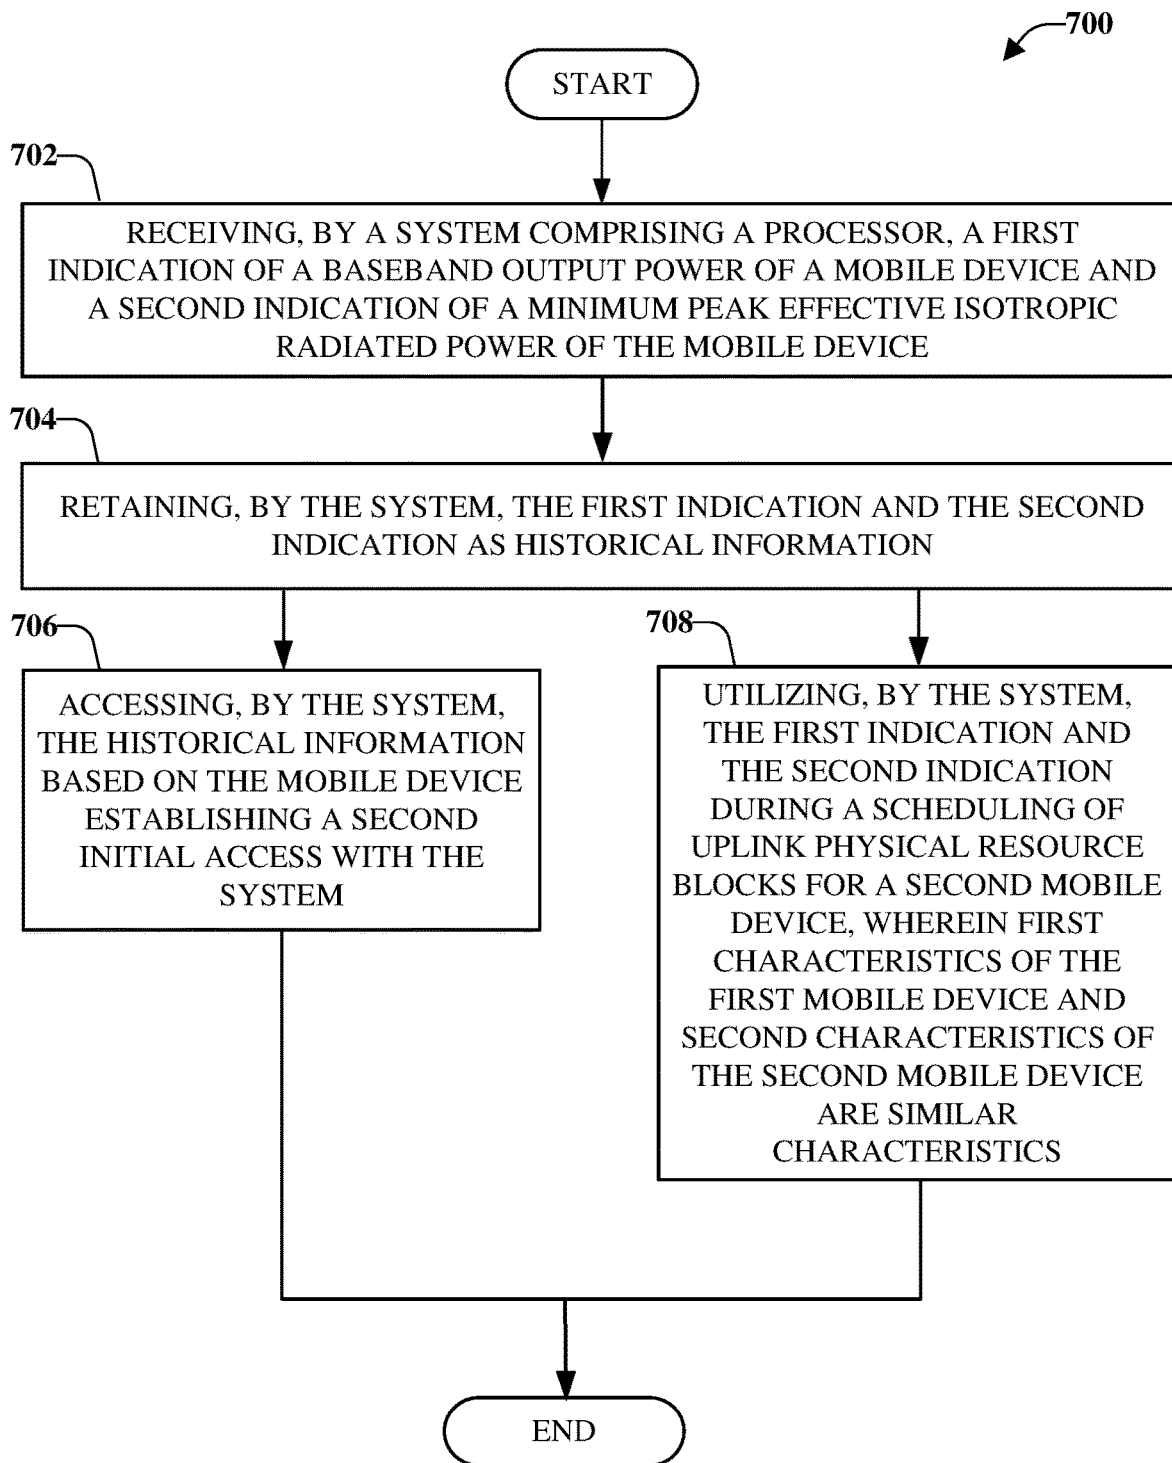 700
START
702
RECEIVING, BY A SYSTEM COMPRISING A PROCESSOR, A FIRST
INDICATION OF A BASEBAND OUTPUT POWER OF A MOBILE DEVICE AND
A SECOND INDICATION OF A MINIMUM PEAK EFFECTIVE ISOTROPIC
RADIATED POWER OF THE MOBILE DEVICE
704
RETAINING, BY THE SYSTEM, THE FIRST INDICATION AND THE SECOND
INDICATION AS HISTORICAL INFORMATION
706
ACCESSING, BY THE SYSTEM,
THE HISTORICAL INFORMATION
BASED ON THE MOBILE DEVICE
ESTABLISHING A SECOND
INITIAL ACCESS WITH THE
SYSTEM
708
UTILIZING, BY THE SYSTEM,
THE FIRST INDICATION AND
THE SECOND INDICATION
DURING A SCHEDULING OF
UPLINK PHYSICAL RESOURCE
BLOCKS FOR A SECOND MOBILE
DEVICE, WHEREIN FIRST
CHARACTERISTICS OF THE
FIRST MOBILE DEVICE AND
SECOND CHARACTERISTICS OF
THE SECOND MOBILE DEVICE
ARE SIMILAR
CHARACTERISTICS
END